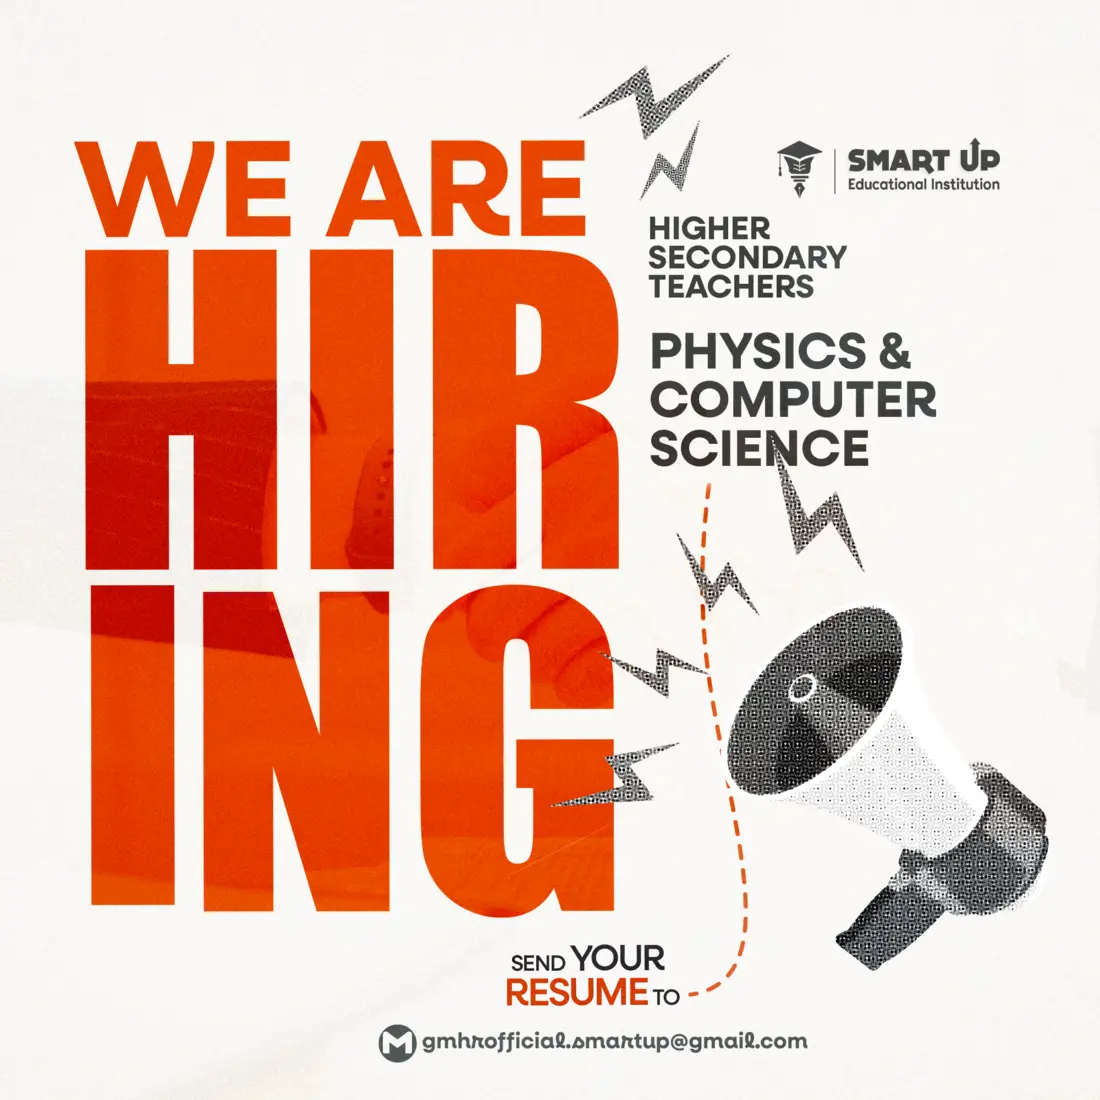 WE ARE
HIR
ING
SMART UP
Educational Institution
HIGHER
SECONDARY
TEACHERS
PHYSICS &
COMPUTER
SCIENCE
SEND YOUR
RESUME TO
M gmhrofficial.smartup@gmail.com